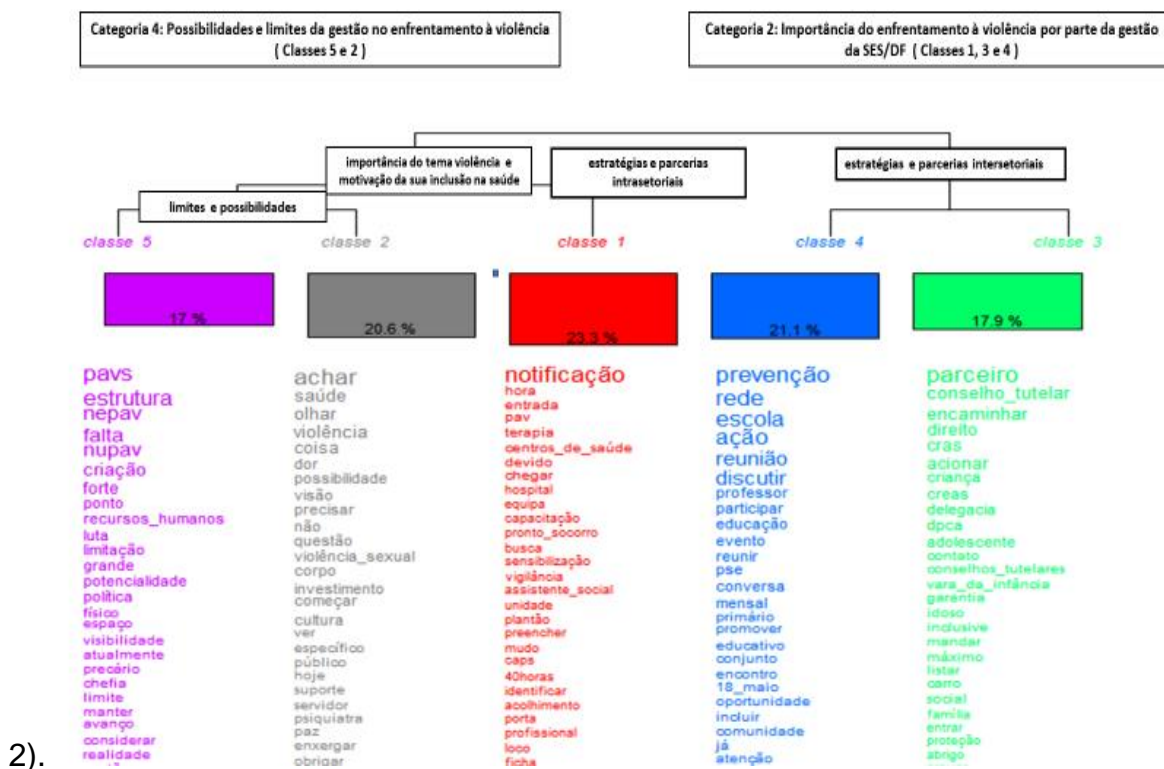 Categoria 4: Possibilidades e limites da gestão no enfrentamento à violência
( Classes 5 e 2 )
Categoria 2: Importância do enfrentamento à violência por parte da gestão
da SES/DF ( Classes 1, 3 e 4 )
importância do tema violência e
motivação da sua inclusão na saúde
estratégias e parcerias
intrasetoriais
estratégias e parcerias intersetoriais
limites e possibilidades
classe 5
classe 2
classe 1
classe 4
classe 3
17 %
20.6 %
23.3 %
21.1 %
17.9 %
pavs
estrutura
nepav
falta
nupav
criação
forte
ponto
recursos_humanos
luta
limitação
grande
potencialidade
política
físico
espaço
visibilidade
atualmente
precário
chefia
limite
manter
avanço
considerar
realidade
achar
saúde
olhar
violência
coisa
dor
possibilidade
visão
precisar
não
questão
violência_sexual
corpo
investimento
começar
cultura
ver
específico
público
hoje
suporte
servidor
psiquiatra
paz
enxergar
obrigar
notificação
hora
entrada
pav
terapia
centros_de_saúde
devido
chegar
hospital
equipa
capacitação
pronto_socorro
busca
sensibilização
vigilância
assistente_social
unidade
plantão
preencher
mudo
caps
40horas
identificar
acolhimento
porta
profissional
loco
ficha
prevenção
rede
escola
ação
reunião
discutir
professor
participar
educação
evento
reunir
pse
conversa
mensal
primário
promover
educativo
conjunto
encontro
18_maio
oportunidade
incluir
comunidade
já
atenção
parceiro
conselho_tutelar
encaminhar
direito
cras
acionar
criança
creas
delegacia
dpca
adolescente
contato
conselhos_tutelares
vara_da_infância
garantia
idoso
inclusive
mandar
máximo
listar
carro
social
família
entrar
proteção
abrigo
2).